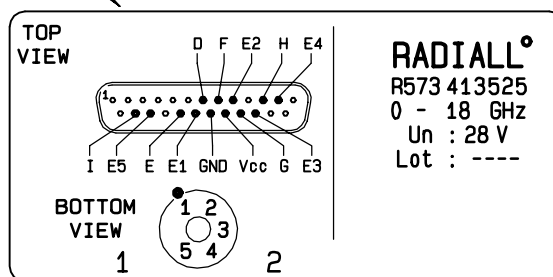 TOP
VIEW
D F E2 H E4
1
I E5 E E1 GND Vcc G E3
BOTTOM
VIEW
1 2
3
5 4
1 2
RADIALL°
R573 413525
0 - 18 GHz
Un : 28 V
Lot : ----